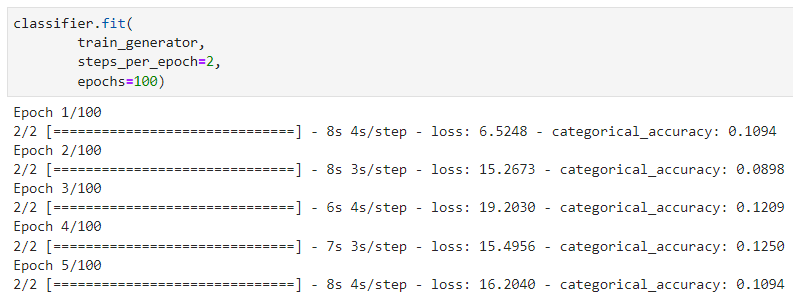 classifier.fit(
        train_generator,
        steps_per_epoch=2,
        epochs=100)
Epoch 1/100
2/2 [==============================] - 8s 4s/step - loss: 6.5248 - categorical_accuracy: 0.1094
Epoch 2/100
2/2 [==============================] - 8s 3s/step - loss: 15.2673 - categorical_accuracy: 0.0898
Epoch 3/100
2/2 [==============================] - 6s 4s/step - loss: 19.2030 - categorical_accuracy: 0.1209
Epoch 4/100
2/2 [==============================] - 7s 3s/step - loss: 15.4956 - categorical_accuracy: 0.1250
Epoch 5/100
2/2 [==============================] - 8s 4s/step - loss: 16.2040 - categorical_accuracy: 0.1094